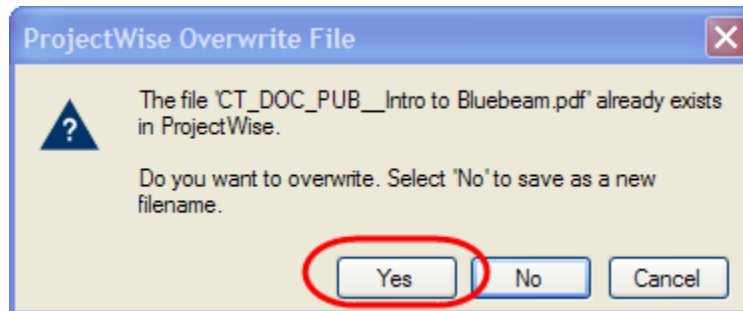 ProjectWise Overwrite File
The file 'CT_DOC_PUB__Intro to Bluebeam.pdf' already exists
in ProjectWise.
Do you want to overwrite. Select 'No' to save as a new
filename.
Yes No Cancel